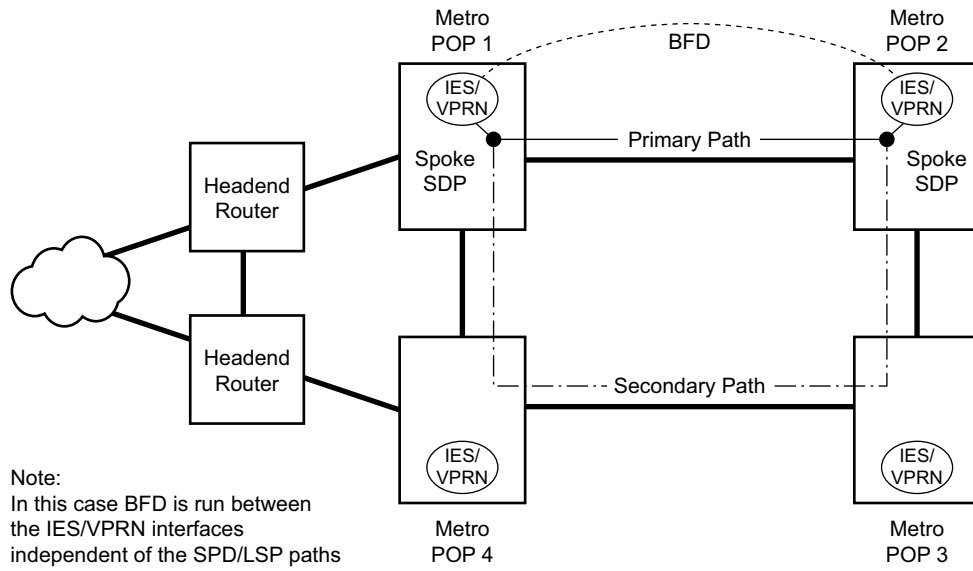 Metro
POP 1
BFD
Metro
POP 2
IES/
VPRN
IES/
VPRN
Primary Path
Spoke
SDP
Spoke
SDP
Headend
Router
Headend
Router
Secondary Path
IES/
VPRN
IES/
VPRN
Note:
In this case BFD is run between
the IES/VPRN interfaces
independent of the SPD/LSP paths
Metro
POP 4
Metro
POP 3